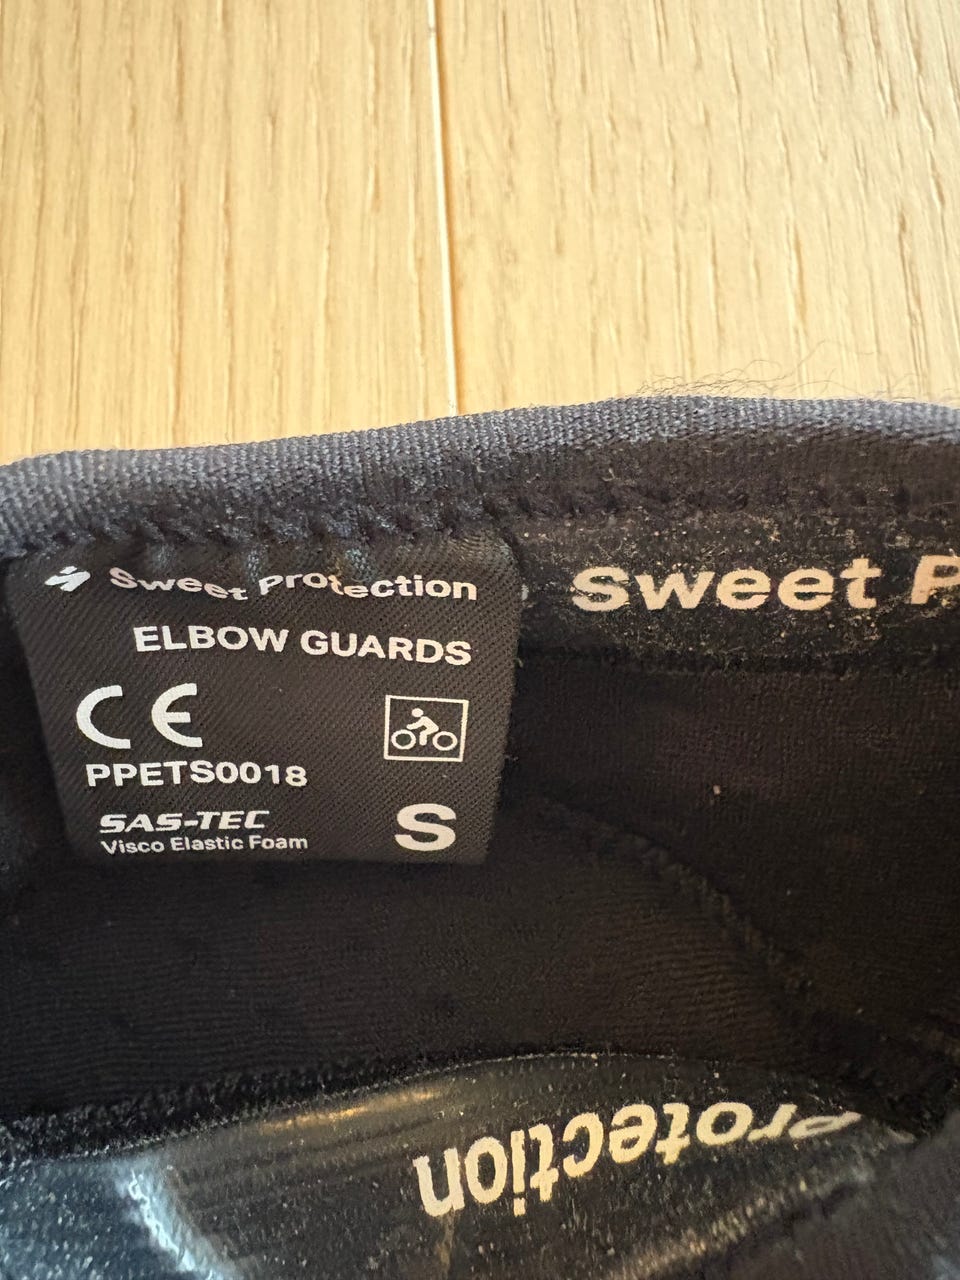 Sweet Protection
ELBOW GUARDS
CE
PPETS0018
SAS-TEC
Visco Elastic Foam
S
sweet P
Protection